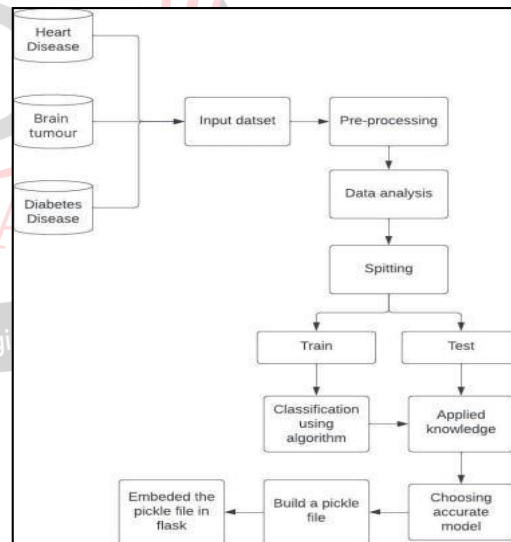 Heart
Disease
Brain
tumour
Diabetes
Disease
Input datset
Pre-processing
Data analysis
Spitting
Train
Test
Classification
using
algorithm
Applied
knowledge
Embeded the
pickle file in
flask
Build a pickle
file
Choosing
accurate
model